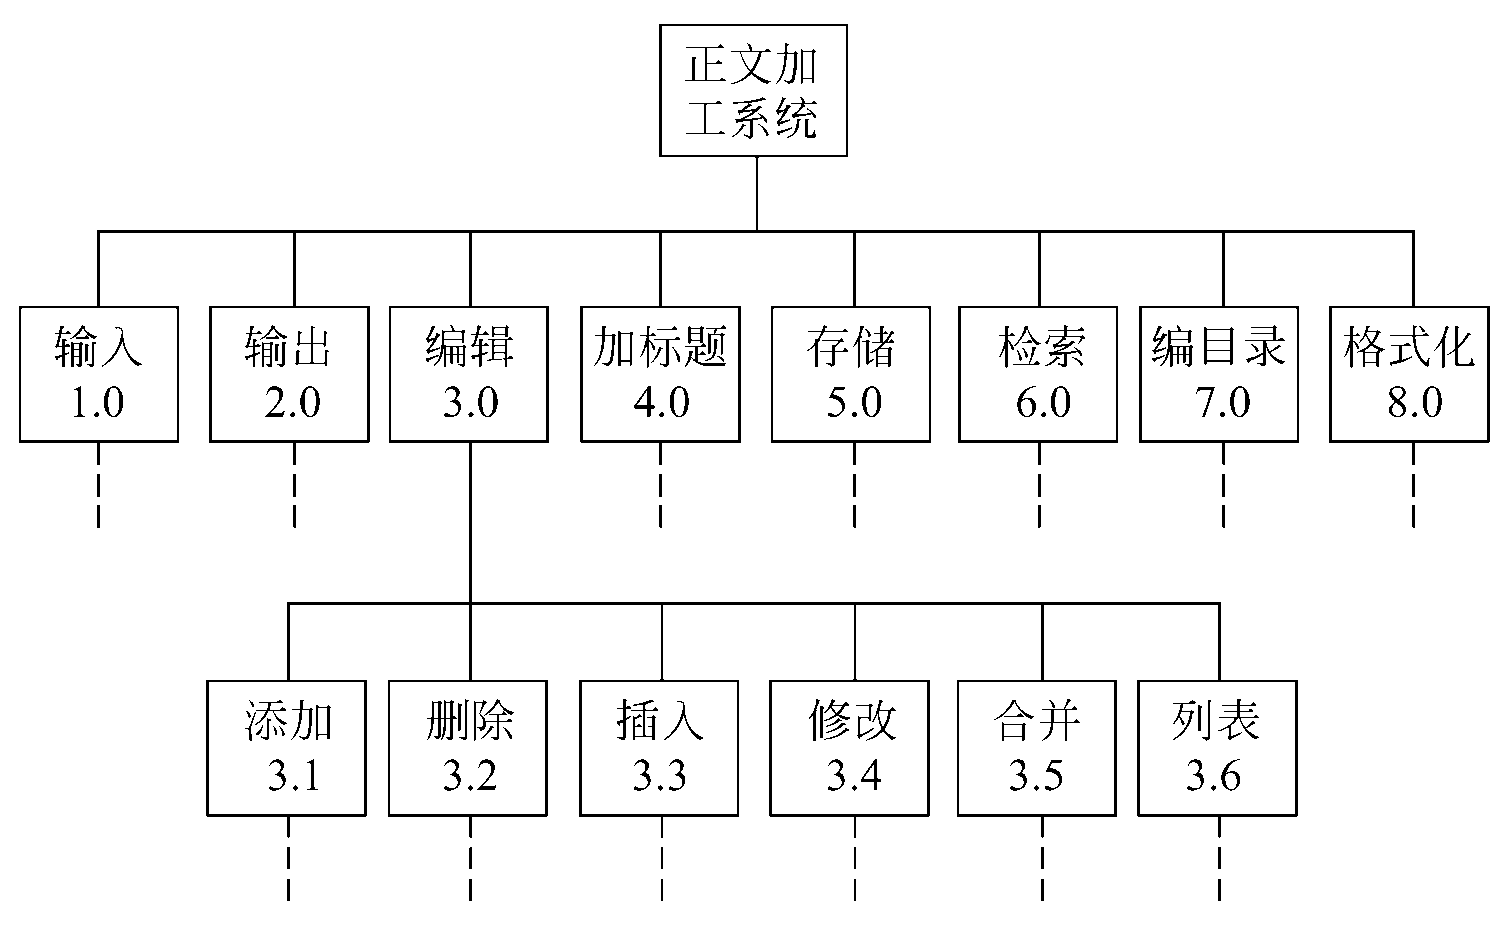 正文加
工系统
输入
1.0
输出
2.0
编辑
3.0
加标题
4.0
存储
5.0
检索
6.0
编目录
7.0
格式化
8.0
添加
3.1
删除
3.2
插入
3.3
修改
3.4
合并
3.5
列表
3.6